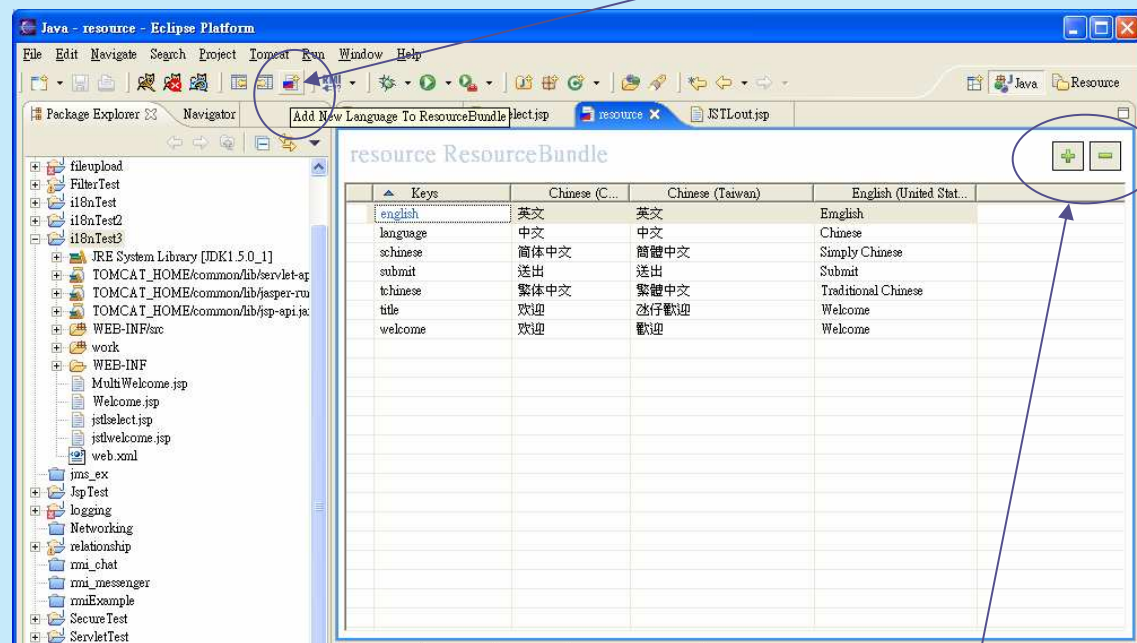 Java - resource - Eclipse Platform
File Edit Navigate Search Project Tomcat Run Window Help
Java Resource
Package Explorer Navigator lect.jsp resource JSTLout.jsp
Add New Language To ResourceBundle
resource ResourceBundle
Keys Chinese (C... Chinese (Taiwan) English (United Stat...
english 英文 英文 Emglish
language 中文 中文 Chinese
schinese 简体中文 簡體中文 Simply Chinese
submit 送出 送出 Submit
tchinese 繁体中文 繁體中文 Traditional Chinese
title 欢迎 氹仔歡迎 Welcome
welcome 欢迎 歡迎 Welcome
fileupload
FilterTest
i18nTest
i18nTest2
i18nTest3
JRE System Library [JDK1.5.0_1]
TOMCAT_HOME/common/lib/servlet-ap
TOMCAT_HOME/common/lib/jasper-ru
TOMCAT_HOME/common/lib/jsp-api.ja
WEB-INF/src
work
WEB-INF
MultiWelcome.jsp
Welcome.jsp
jstlselect.jsp
jstlwelcome.jsp
web.xml
jms_ex
JspTest
logging
Networking
relationship
rmi_chat
rmi_messenger
rmiExample
SecureTest
ServletTest